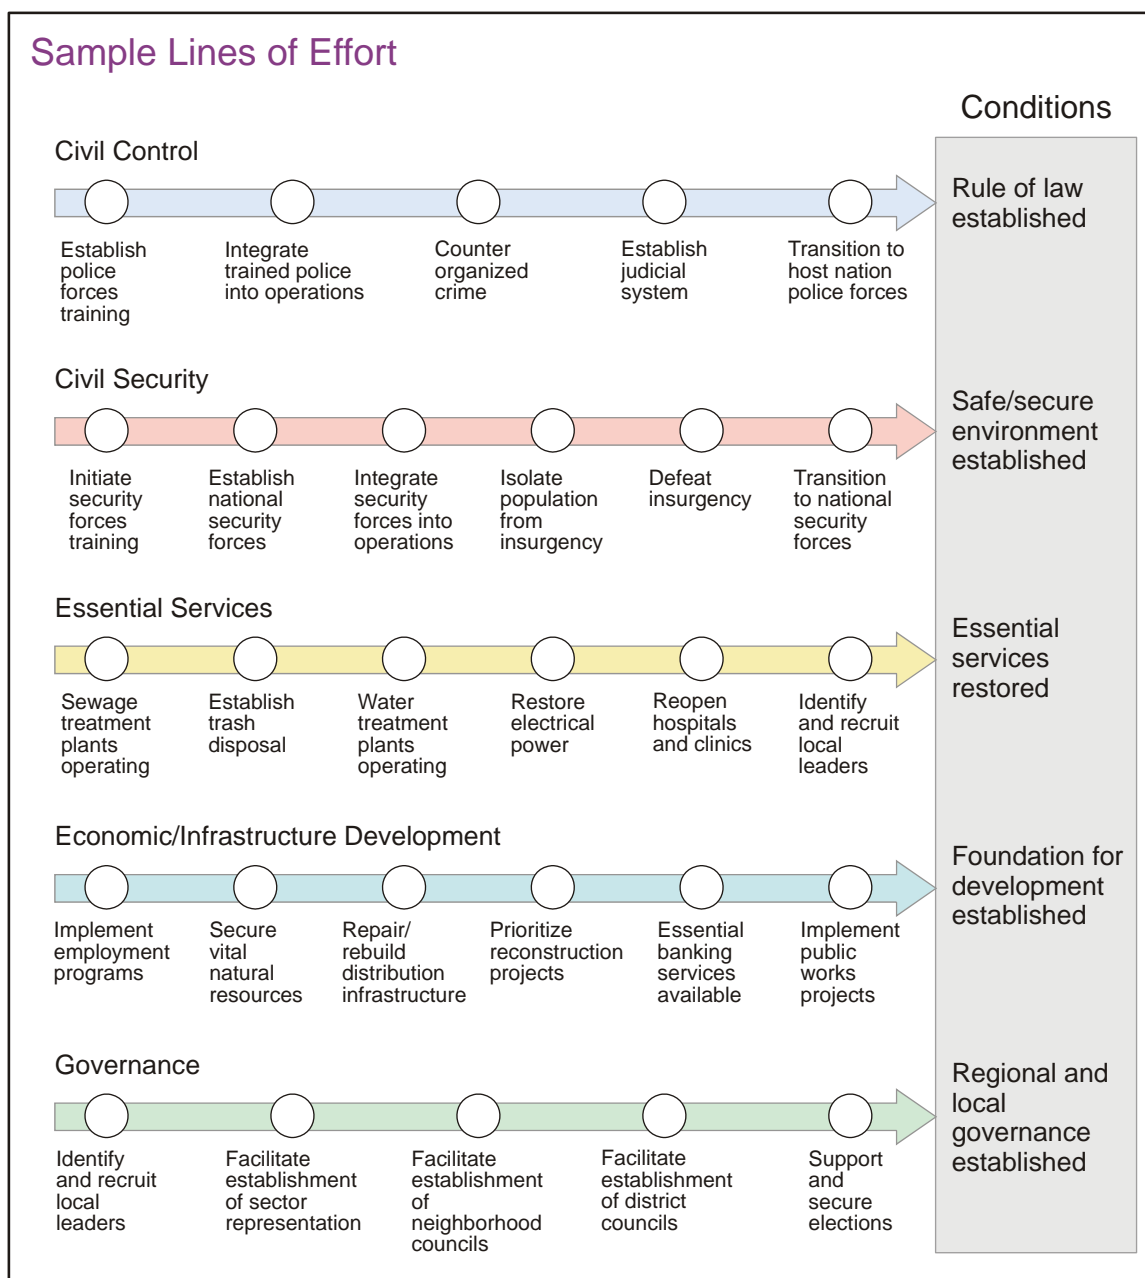 Sample Lines of Effort
Conditions
Civil Control
Establish
police
forces
training
Integrate
trained police
into operations
Counter
organized
crime
Establish
judicial
system
Transition to
host nation
police forces
Rule of law
established
Civil Security
Initiate
security
forces
training
Establish
national
security
forces
Integrate
security
forces into
operations
Isolate
population
from
insurgency
Defeat
insurgency
Transition
to national
security
forces
Safe/secure
environment
established
Essential Services
Sewage
treatment
plants
operating
Establish
trash
disposal
Water
treatment
plants
operating
Restore
electrical
power
Reopen
hospitals
and clinics
Identify
and recruit
local
leaders
Essential
services
restored
Economic/Infrastructure Development
Implement
employment
programs
Secure
vital
natural
resources
Repair/
rebuild
distribution
infrastructure
Prioritize
reconstruction
projects
Essential
banking
services
available
Implement
public
works
projects
Foundation for
development
established
Governance
Identify
and recruit
local
leaders
Facilitate
establishment
of sector
representation
Facilitate
establishment
of
neighborhood
councils
Facilitate
establishment
of district
councils
Support
and
secure
elections
Regional and
local
governance
established